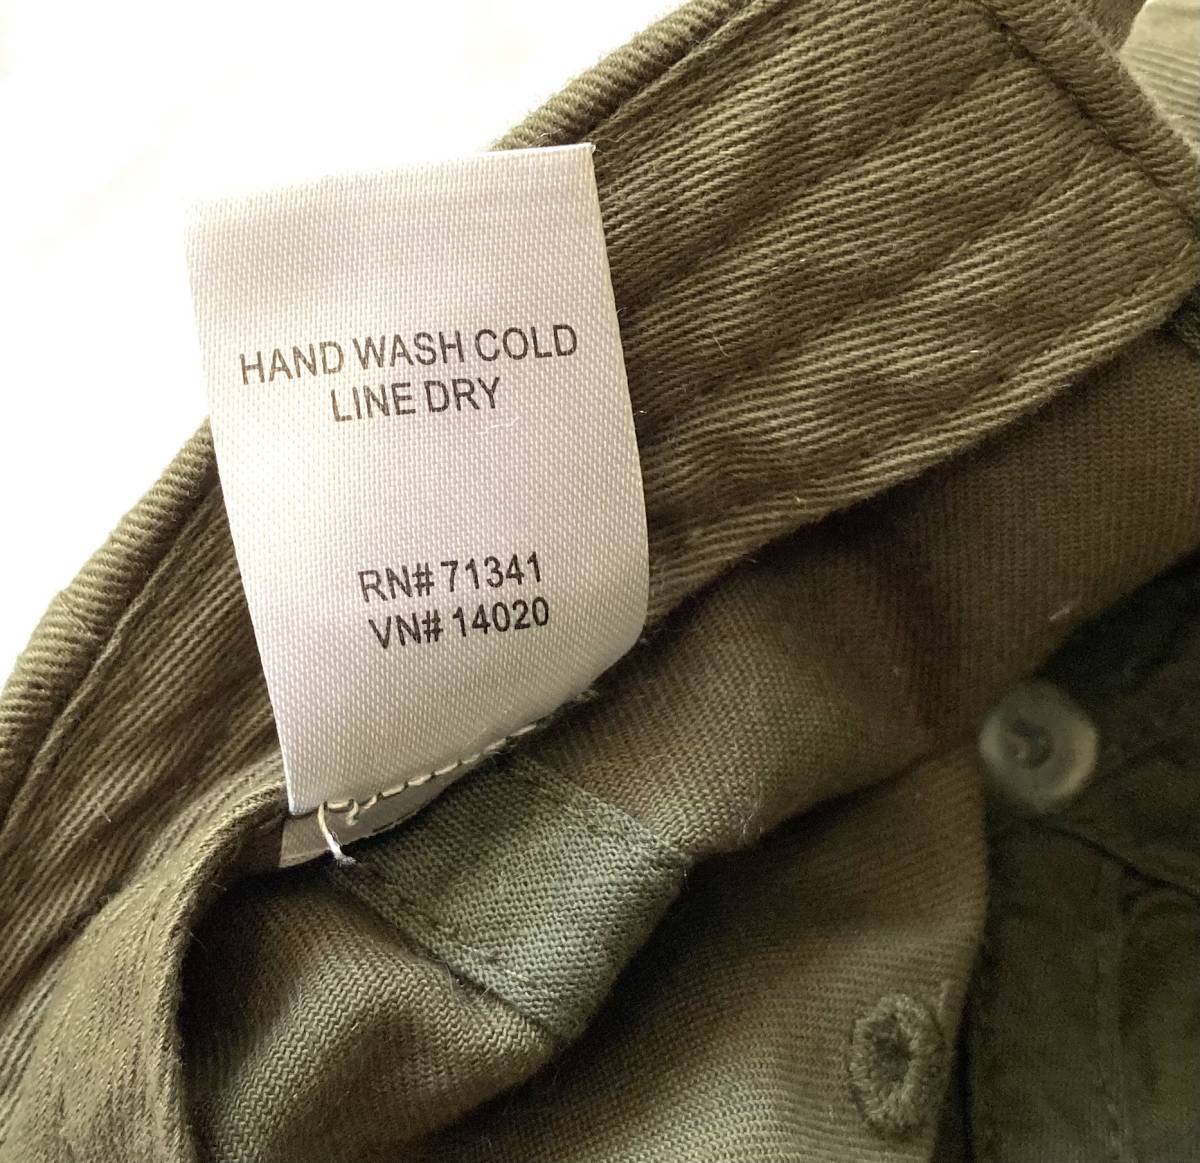 HAND WASH COLD
LINE DRY
RN# 71341
VN# 14020